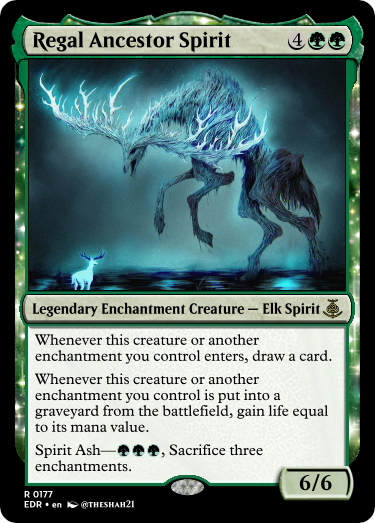 Regal Ancestor Spirit 4
Legendary Enchantment Creature — Elk Spirit
Whenever this creature or another
enchantment you control enters, draw a card.
Whenever this creature or another
enchantment you control is put into a
graveyard from the battlefield, gain life equal
to its mana value.
Spirit Ash—, Sacrifice three
enchantments.
6/6
R 0177
EDR • en @THESHAH21